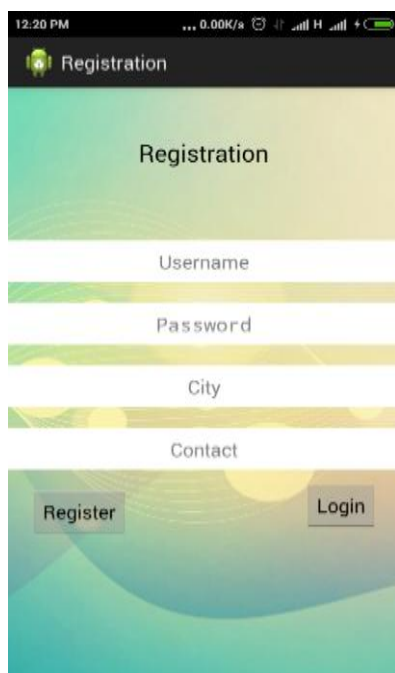 12:20 PM ... 0.00K/s H
Registration
Registration
Username
Password
City
Contact
Register Login